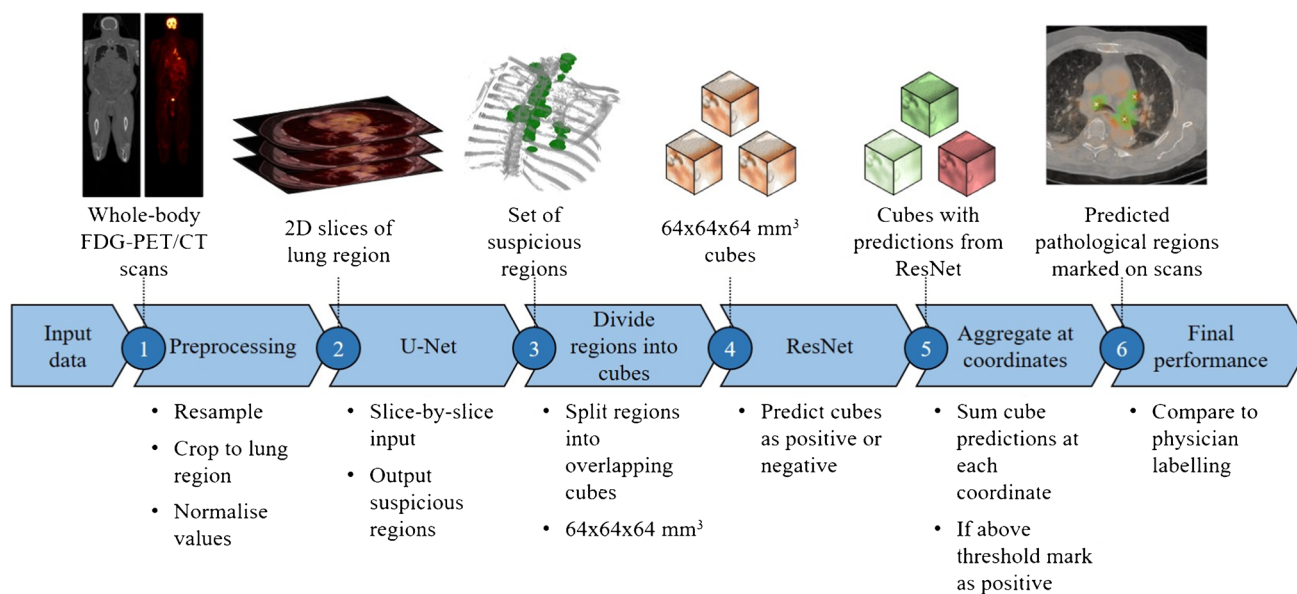 Whole-body
FDG-PET/CT
scans
2D slices of
lung region
Set of
suspicious
regions
64x64x64 mm³
cubes
Cubes with
predictions from
ResNet
Predicted
pathological regions
marked on scans
Input
data
1
Preprocessing
2
U-Net
3
Divide
regions into
cubes
4
ResNet
5
Aggregate at
coordinates
6
Final
performance
• Resample
• Crop to lung
region
• Normalise
values
• Slice-by-slice
input
• Output
suspicious
regions
• Split regions
into
overlapping
cubes
• 64x64x64 mm³
• Predict cubes
as positive or
negative
• Sum cube
predictions at
each
coordinate
• If above
threshold mark
as positive
• Compare to
physician
labelling